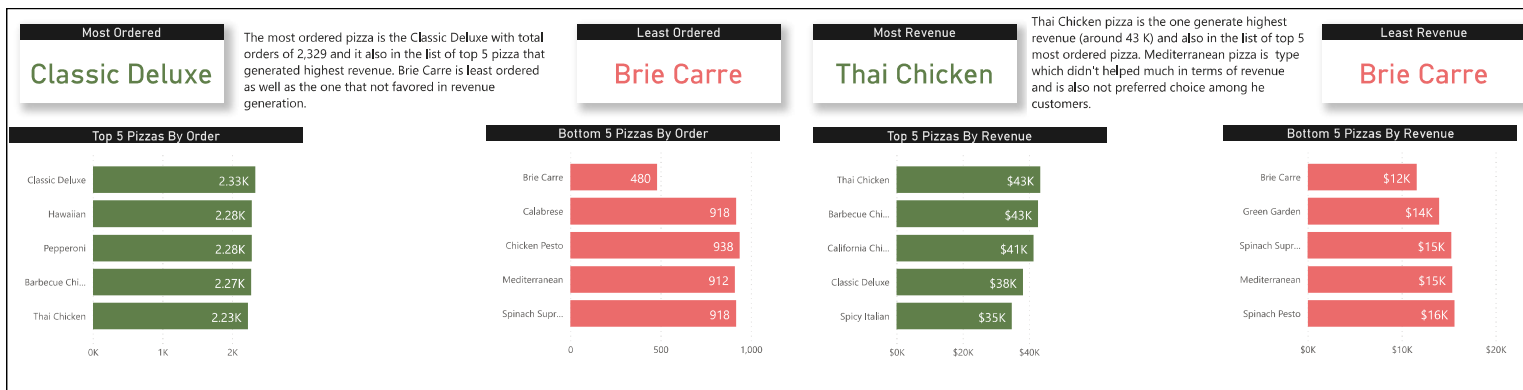 Most Ordered
Classic Deluxe
The most ordered pizza is the Classic Deluxe with total
orders of 2,329 and it also in the list of top 5 pizza that
generated highest revenue. Brie Carre is least ordered
as well as the one that not favored in revenue
generation.
Least Ordered
Brie Carre
Most Revenue
Thai Chicken
Thai Chicken pizza is the one generate highest
revenue (around 43 K) and also in the list of top 5
most ordered pizza. Mediterranean pizza is  type
which didn't helped much in terms of revenue
and is also not preferred choice among he
customers.
Least Revenue
Brie Carre
Top 5 Pizzas By Order
Classic Deluxe 2.33K
Hawaiian 2.28K
Pepperoni 2.28K
Barbecue Chi... 2.27K
Thai Chicken 2.23K
0K 1K 2K
Bottom 5 Pizzas By Order
Brie Carre 480
Calabrese 918
Chicken Pesto 938
Mediterranean 912
Spinach Supr... 918
0 500 1,000
Top 5 Pizzas By Revenue
Thai Chicken $43K
Barbecue Chi... $43K
California Chi... $41K
Classic Deluxe $38K
Spicy Italian $35K
$0K $20K $40K
Bottom 5 Pizzas By Revenue
Brie Carre $12K
Green Garden $14K
Spinach Supr... $15K
Mediterranean $15K
Spinach Pesto $16K
$0K $10K $20K